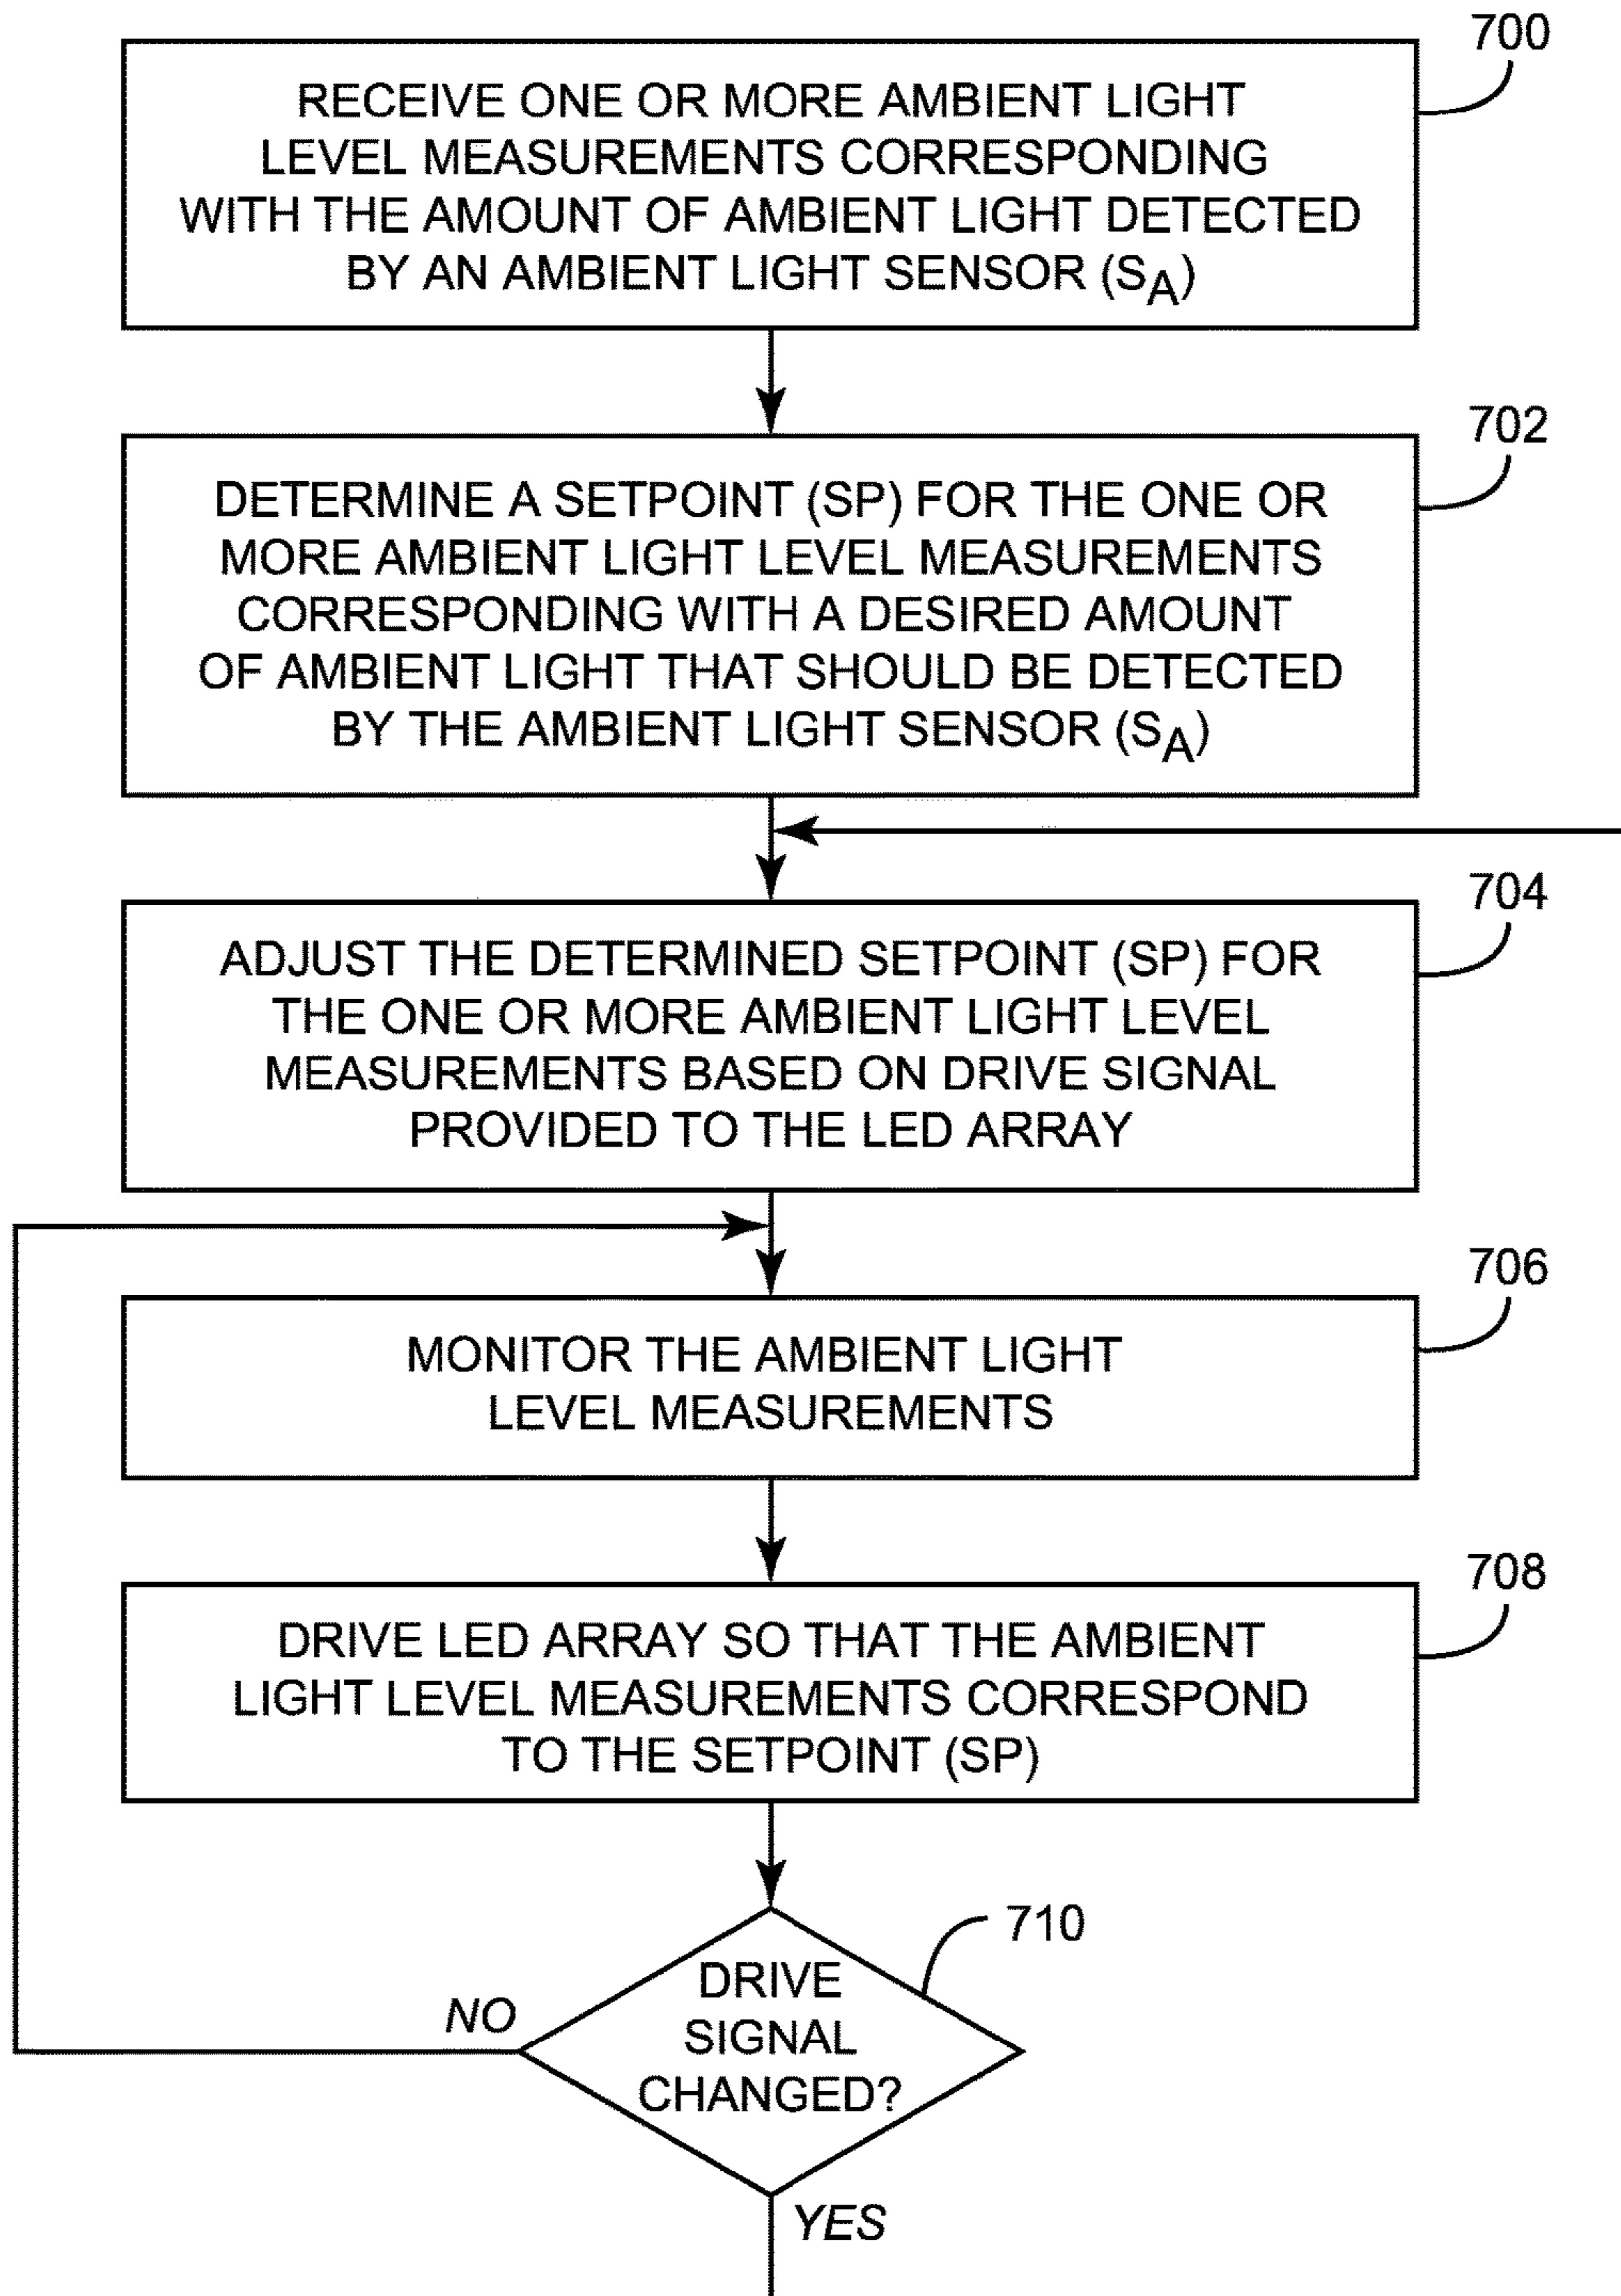 700
RECEIVE ONE OR MORE AMBIENT LIGHT
LEVEL MEASUREMENTS CORRESPONDING
WITH THE AMOUNT OF AMBIENT LIGHT DETECTED
BY AN AMBIENT LIGHT SENSOR (SA)
702
DETERMINE A SETPOINT (SP) FOR THE ONE OR
MORE AMBIENT LIGHT LEVEL MEASUREMENTS
CORRESPONDING WITH A DESIRED AMOUNT
OF AMBIENT LIGHT THAT SHOULD BE DETECTED
BY THE AMBIENT LIGHT SENSOR (SA)
704
ADJUST THE DETERMINED SETPOINT (SP) FOR
THE ONE OR MORE AMBIENT LIGHT LEVEL
MEASUREMENTS BASED ON DRIVE SIGNAL
PROVIDED TO THE LED ARRAY
706
MONITOR THE AMBIENT LIGHT
LEVEL MEASUREMENTS
708
DRIVE LED ARRAY SO THAT THE AMBIENT
LIGHT LEVEL MEASUREMENTS CORRESPOND
TO THE SETPOINT (SP)
710
DRIVE
SIGNAL
CHANGED?
NO
YES